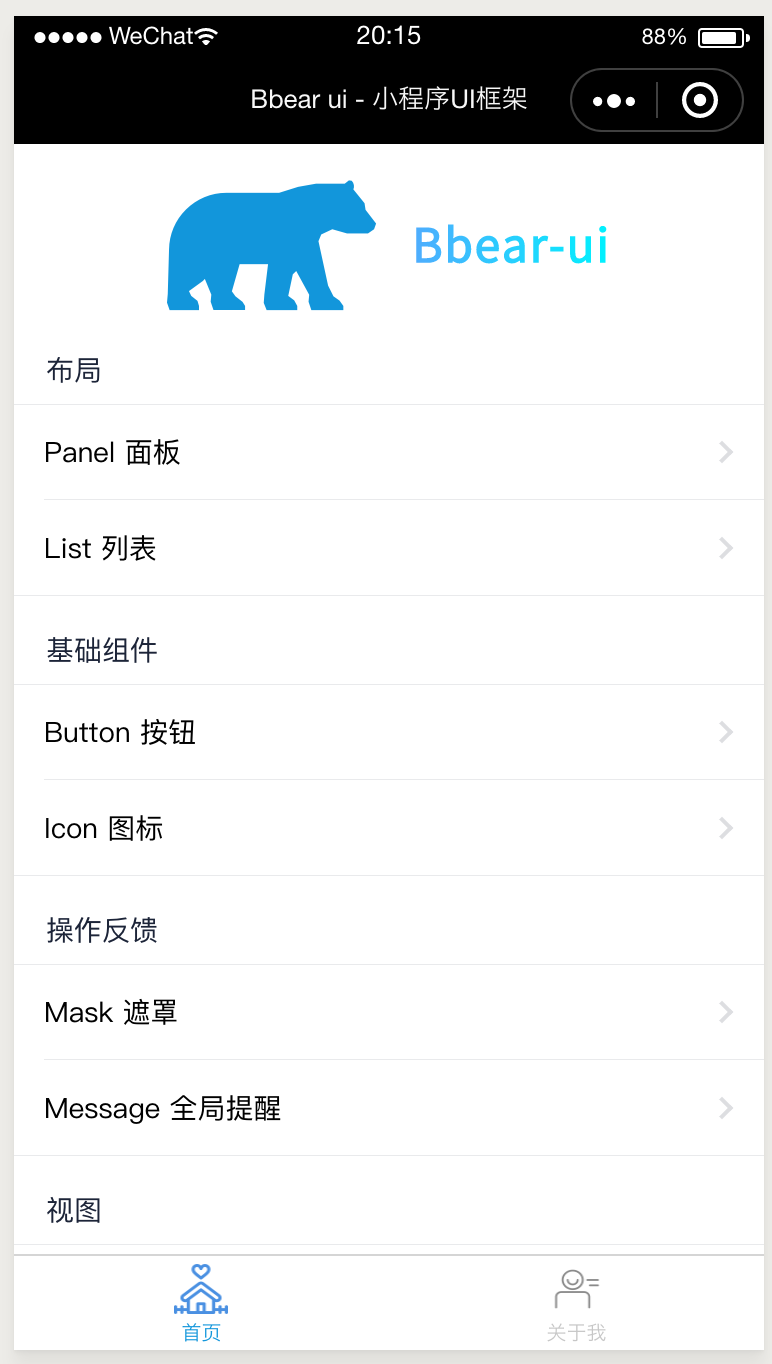 WeChat 20:15 88%
Bbear ui - 小程序UI框架
Bbear-ui
布局
Panel 面板
List 列表
基础组件
Button 按钮
Icon 图标
操作反馈
Mask 遮罩
Message 全局提醒
视图
首页 关于我